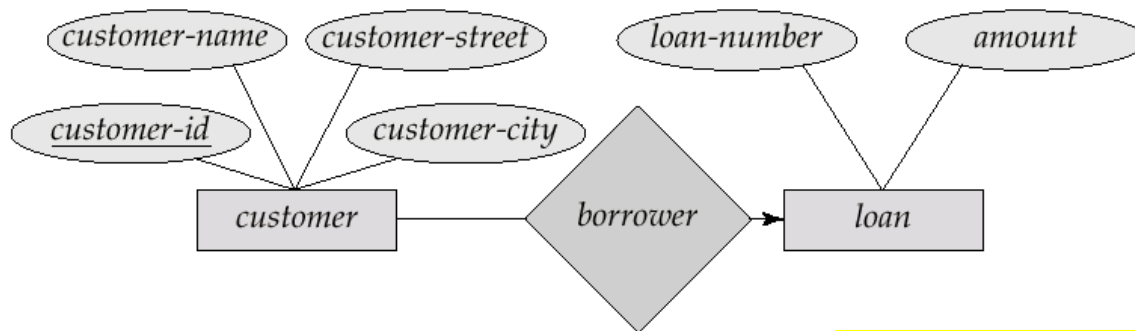 customer-name
customer-street
loan-number
amount
customer-id
customer-city
customer
borrower
loan